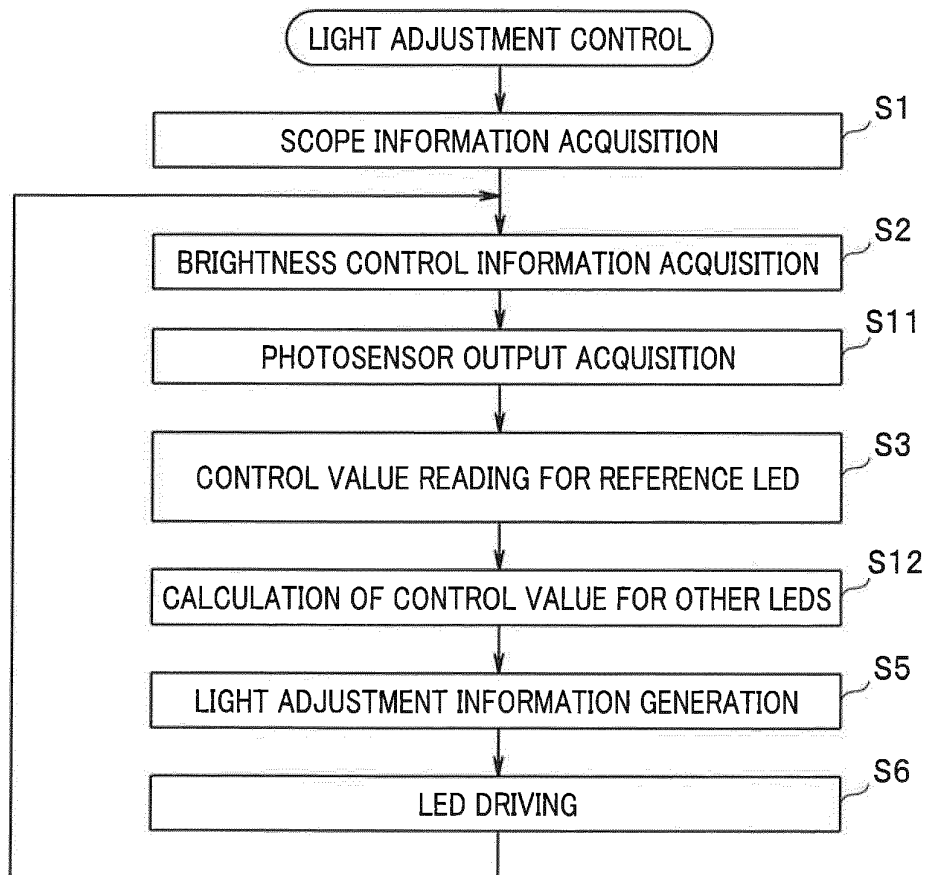 LIGHT ADJUSTMENT CONTROL
S1
SCOPE INFORMATION ACQUISITION
S2
BRIGHTNESS CONTROL INFORMATION ACQUISITION
S11
PHOTOSENSOR OUTPUT ACQUISITION
S3
CONTROL VALUE READING FOR REFERENCE LED
S12
CALCULATION OF CONTROL VALUE FOR OTHER LEDS
S5
LIGHT ADJUSTMENT INFORMATION GENERATION
S6
LED DRIVING